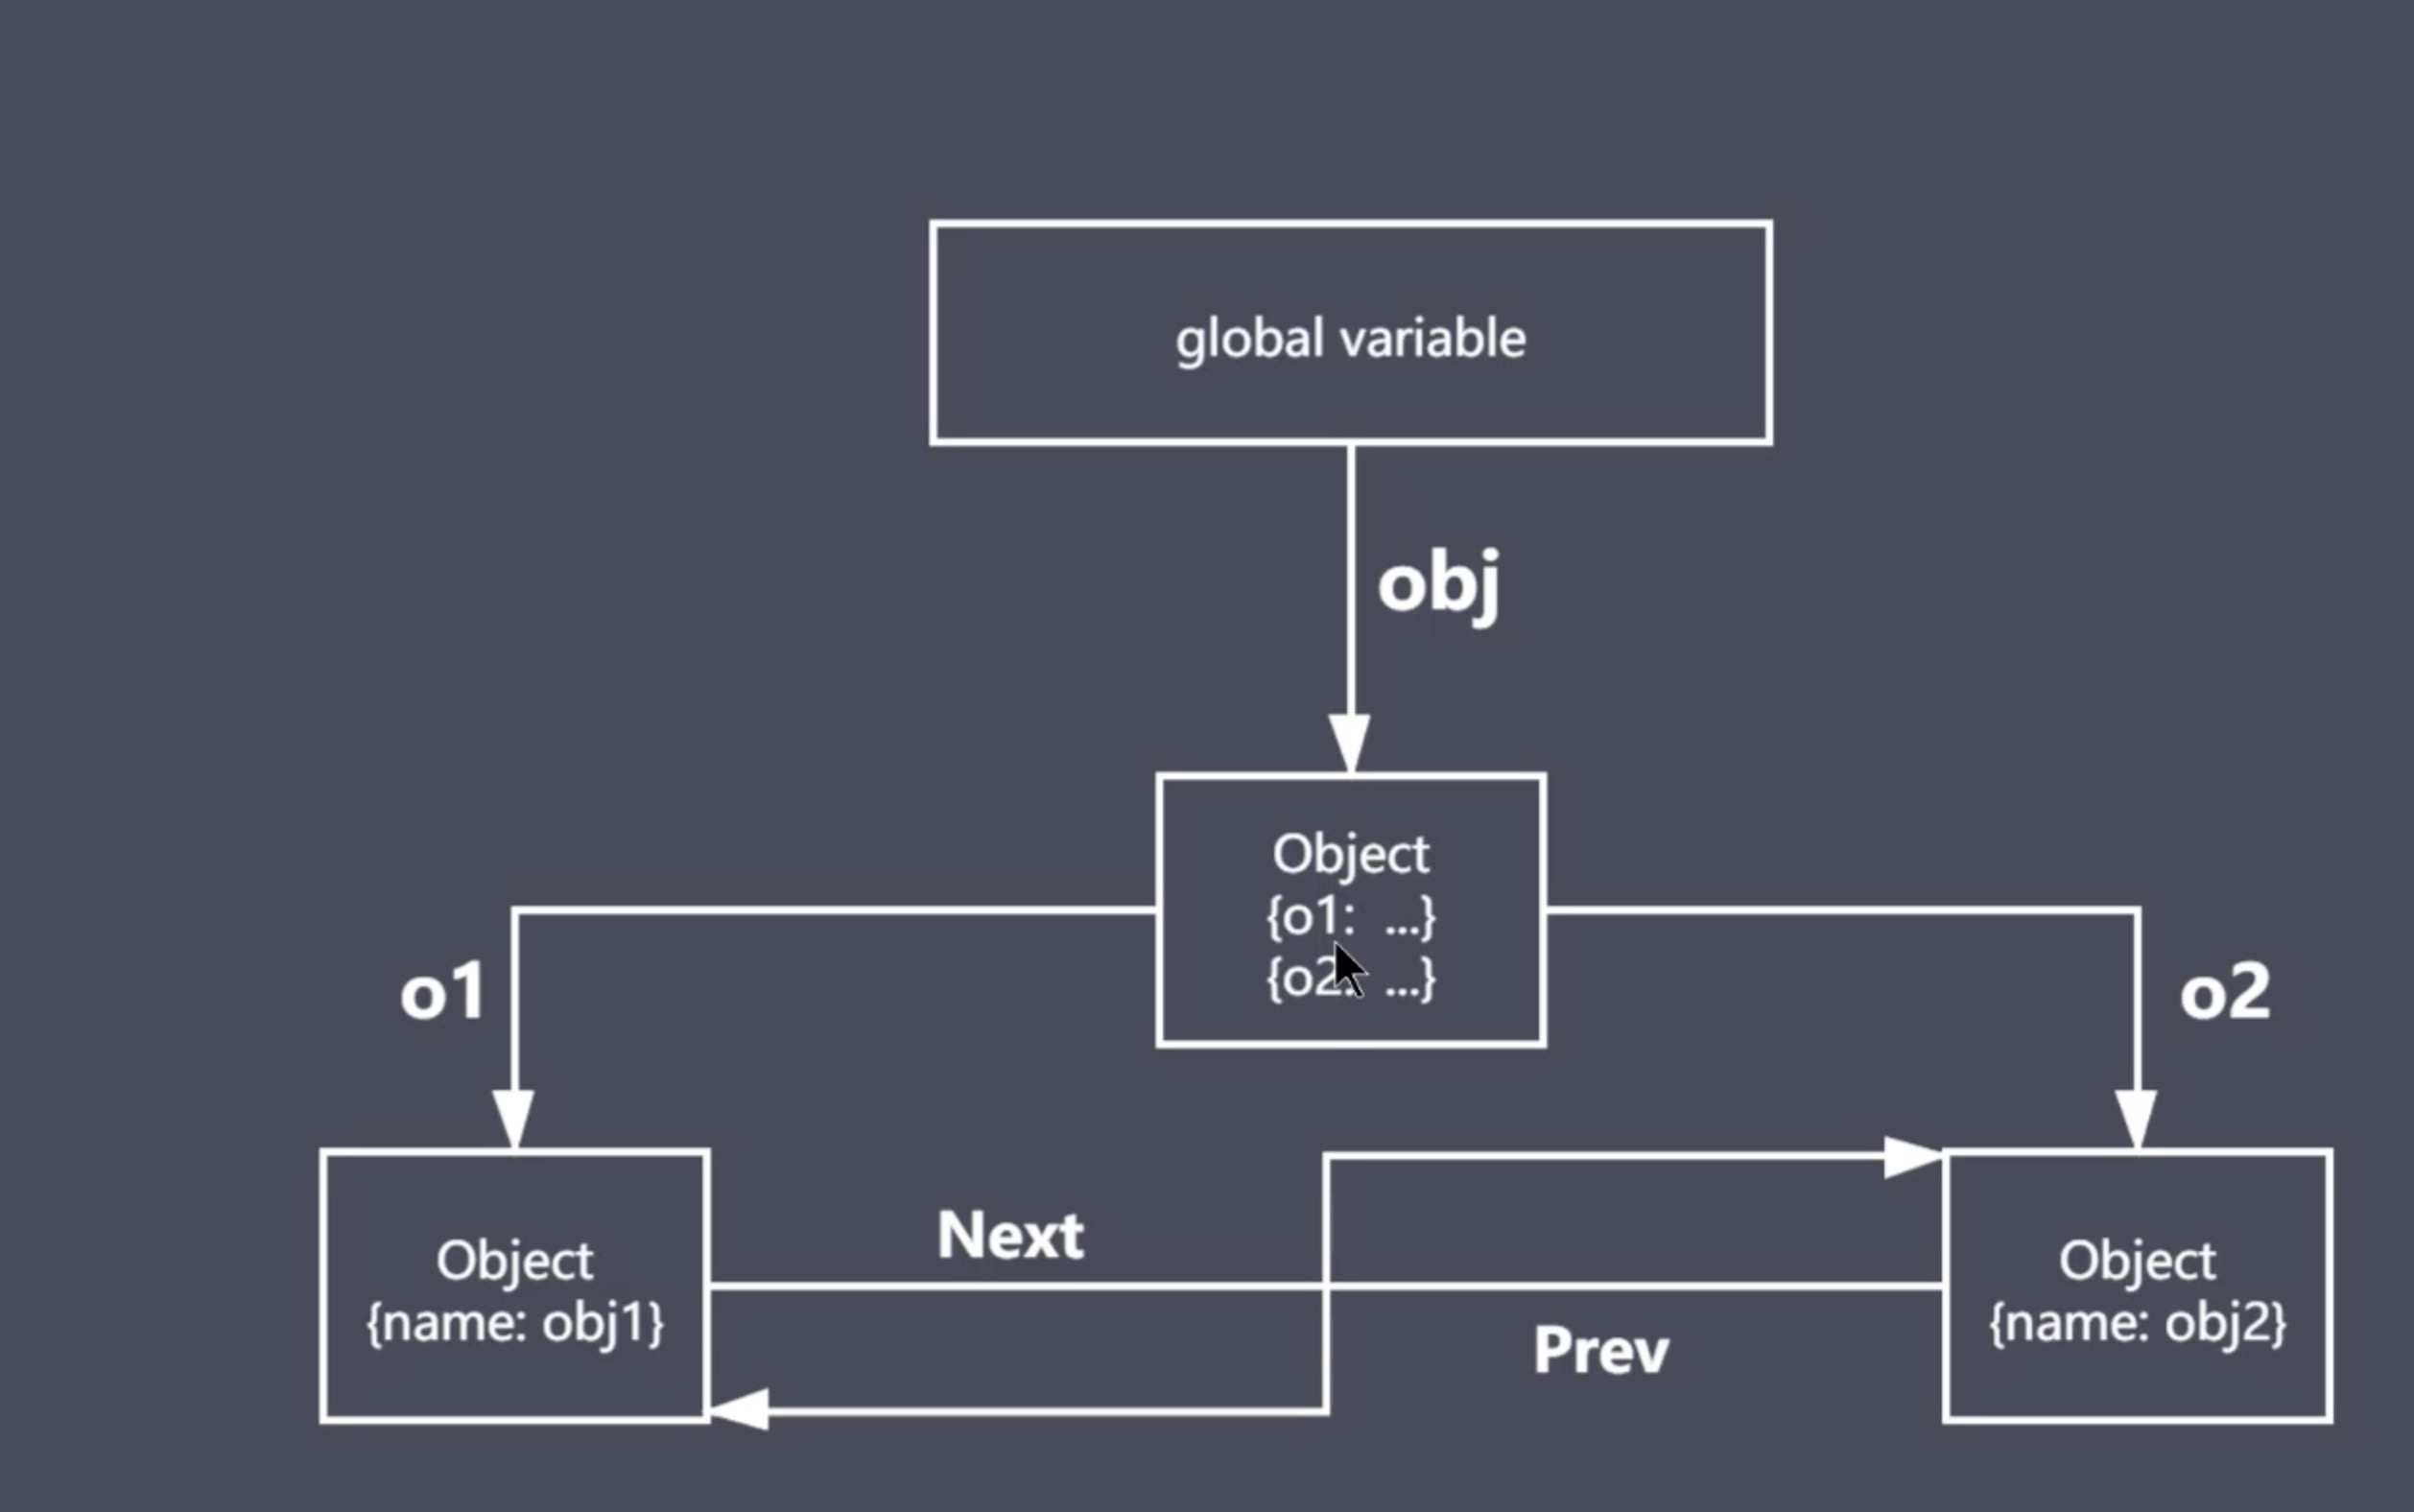 global variable
obj
Object
{o1: ...}
{o2: ...}
o1
o2
Next
Object
{name: obj1}
Object
{name: obj2}
Prev